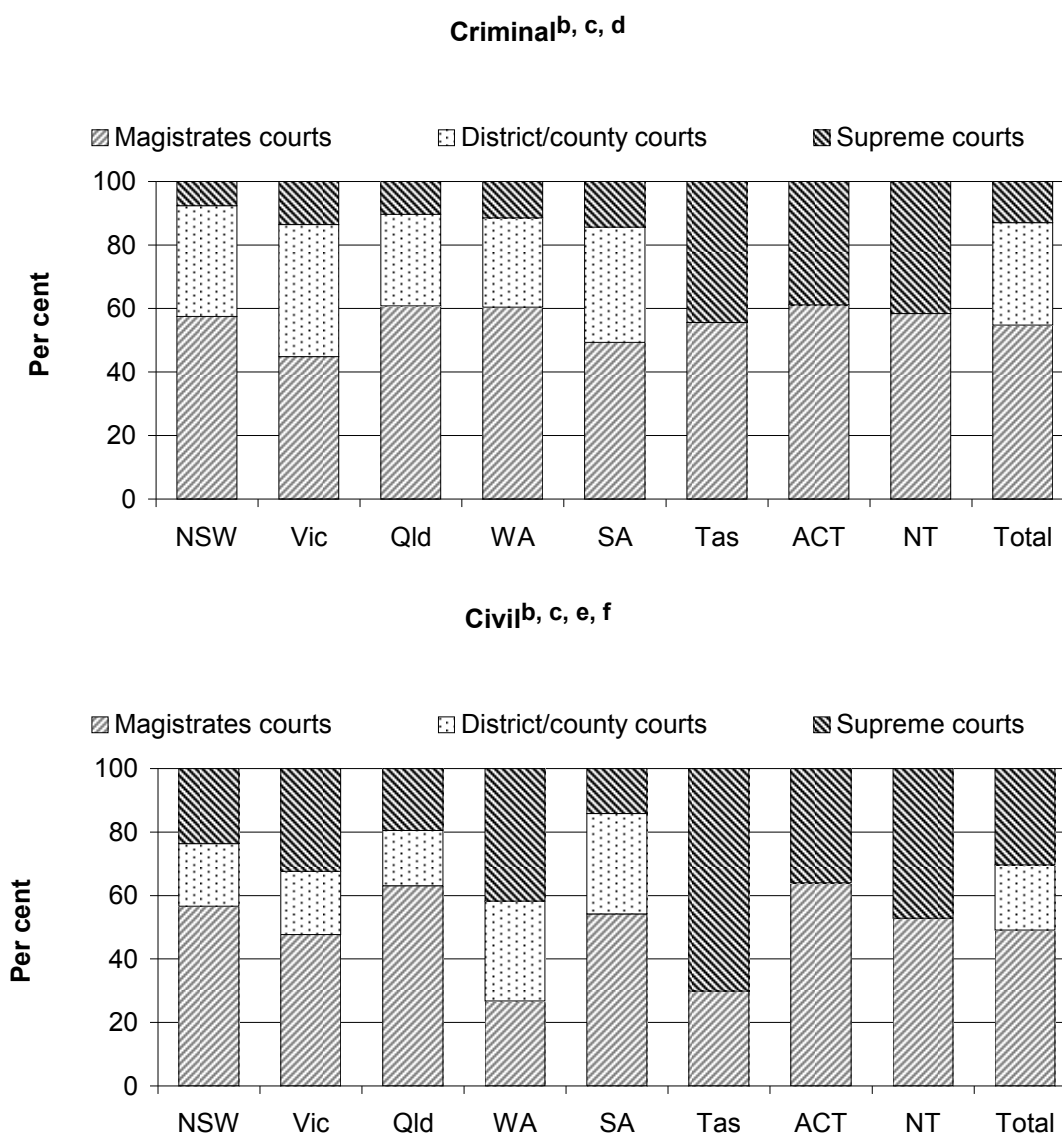 Criminal b, c, d
Magistrates courts District/county courts Supreme courts
Per cent
100
80
60
40
20
0
NSW Vic Qld WA SA Tas ACT NT Total
Civil b, c, e, f
Magistrates courts District/county courts Supreme courts
Per cent
100
80
60
40
20
0
NSW Vic Qld WA SA Tas ACT NT Total